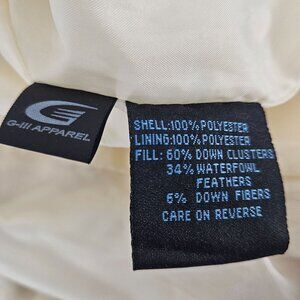 G-III APPAREL
SHELL:100% POLYESTER
LINING:100% POLYESTER
FILL: 60% DOWN CLUSTERS
34% WATERFOWL
FEATHERS
6% DOWN FIBERS
CARE ON REVERSE